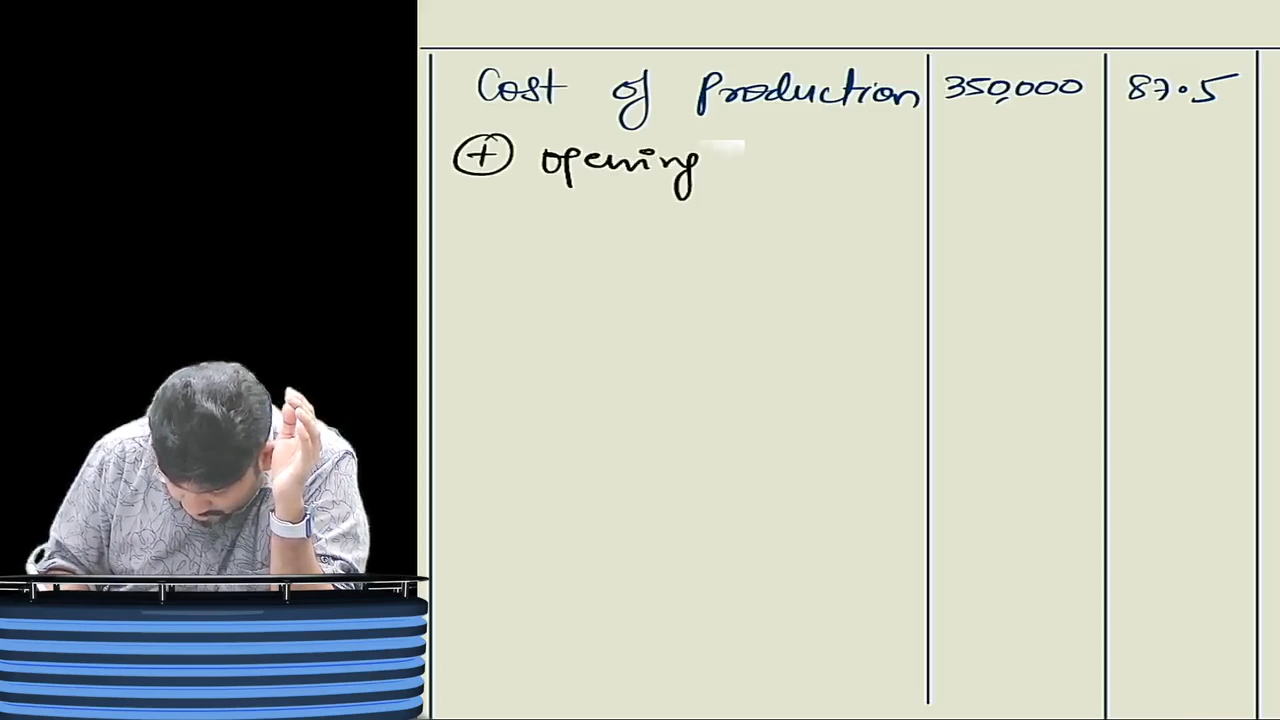 Cost of Production 350,000 87.5
(+) opening